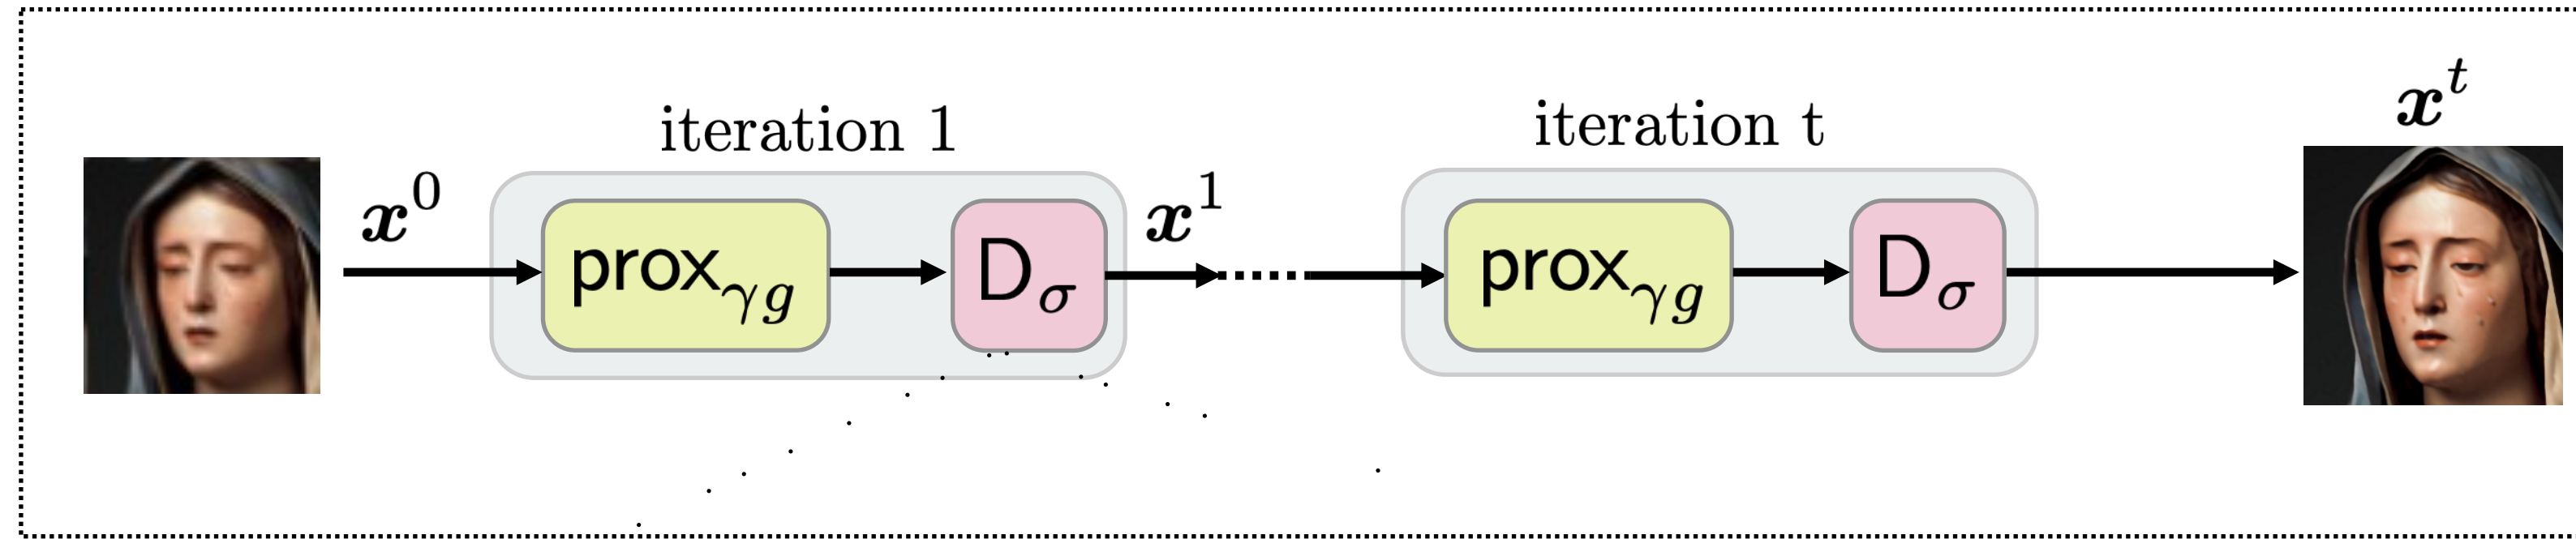 iteration 1
iteration t
x^t
x^0
prox_γg
D_σ
x^1
prox_γg
D_σ